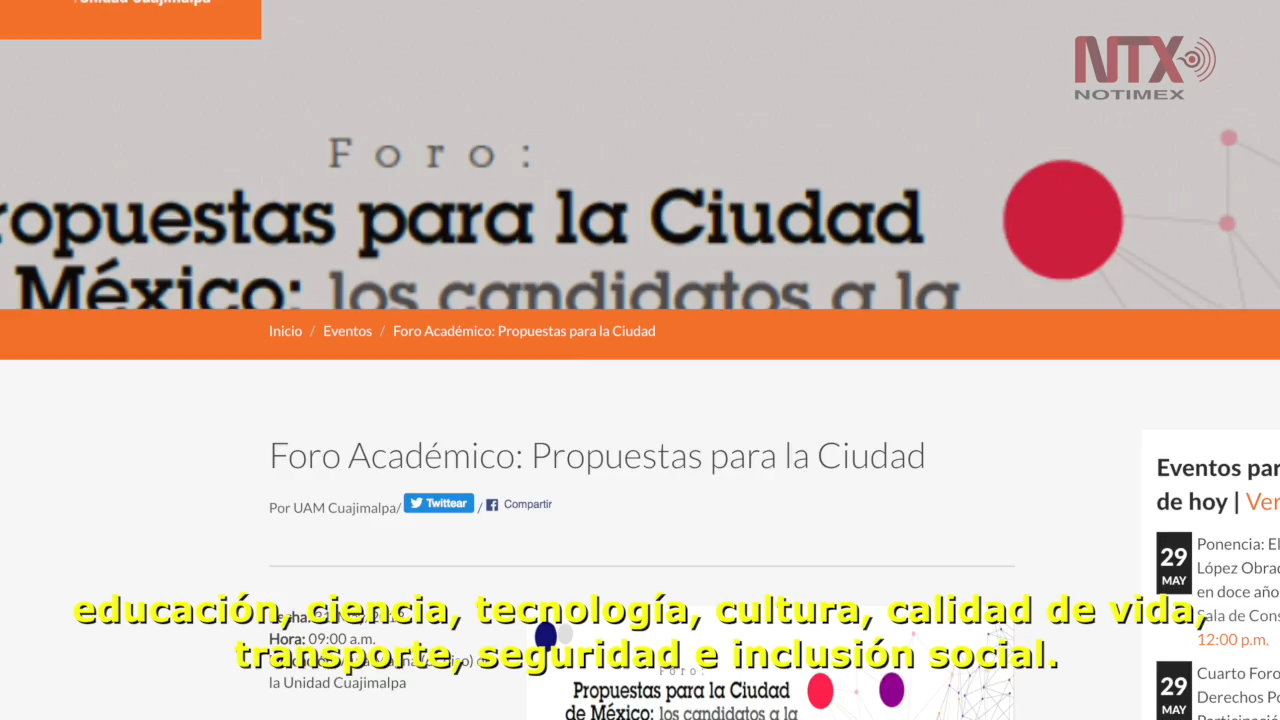 Unidad Cuajimalpa
NTX
NOTIMEX
Foro:
ropuestas para la Ciudad
México: los candidatos a la
Inicio / Eventos / Foro Académico: Propuestas para la Ciudad
Foro Académico: Propuestas para la Ciudad
Por UAM Cuajimalpa/ Twittear / Compartir
Eventos par
de hoy | Ver
29
MAY
Ponencia: El
López Obrad
en doce año
Sala de Cons
12:00 p.m.
29
MAY
Cuarto Foro
Derechos Po
Participació
educación, ciencia, tecnología, cultura, calidad de vida,
transporte, seguridad e inclusión social.
Hora: 09:00 a.m.
la Unidad Cuajimalpa
Foro:
Propuestas para la Ciudad
de México: los candidatos a la